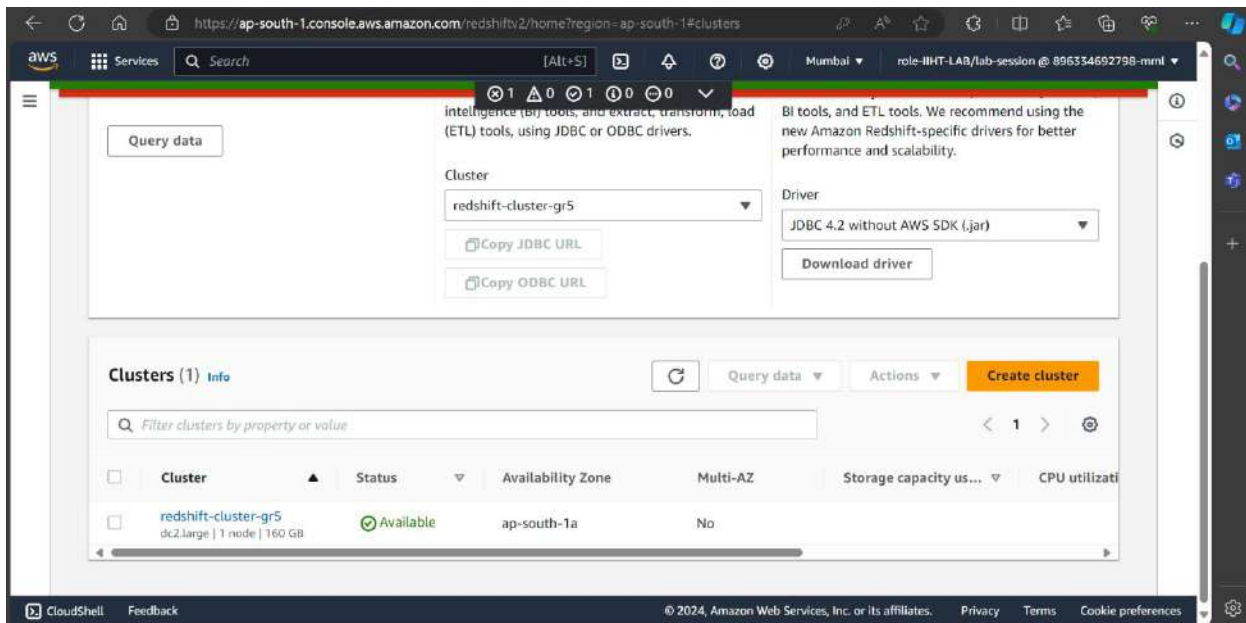 https://ap-south-1.console.aws.amazon.com/redshiftv2/home?region=ap-south-1#clusters
aws Services Search [Alt+S] Mumbai role-IIHT-LAB/lab-session @ 896334692798-mml
1 0 1 0 0
Query data
intelligence (BI) tools, and extract, transform, load
(ETL) tools, using JDBC or ODBC drivers.
Cluster
redshift-cluster-gr5
Copy JDBC URL
Copy ODBC URL
BI tools, and ETL tools. We recommend using the
new Amazon Redshift-specific drivers for better
performance and scalability.
Driver
JDBC 4.2 without AWS SDK (.jar)
Download driver
Clusters (1) Info
Query data Actions Create cluster
Filter clusters by property or value
1
Cluster Status Availability Zone Multi-AZ Storage capacity us... CPU utilizati
redshift-cluster-gr5 Available ap-south-1a No
dc2.large | 1 node | 160 GB
CloudShell Feedback © 2024, Amazon Web Services, Inc. or its affiliates. Privacy Terms Cookie preferences